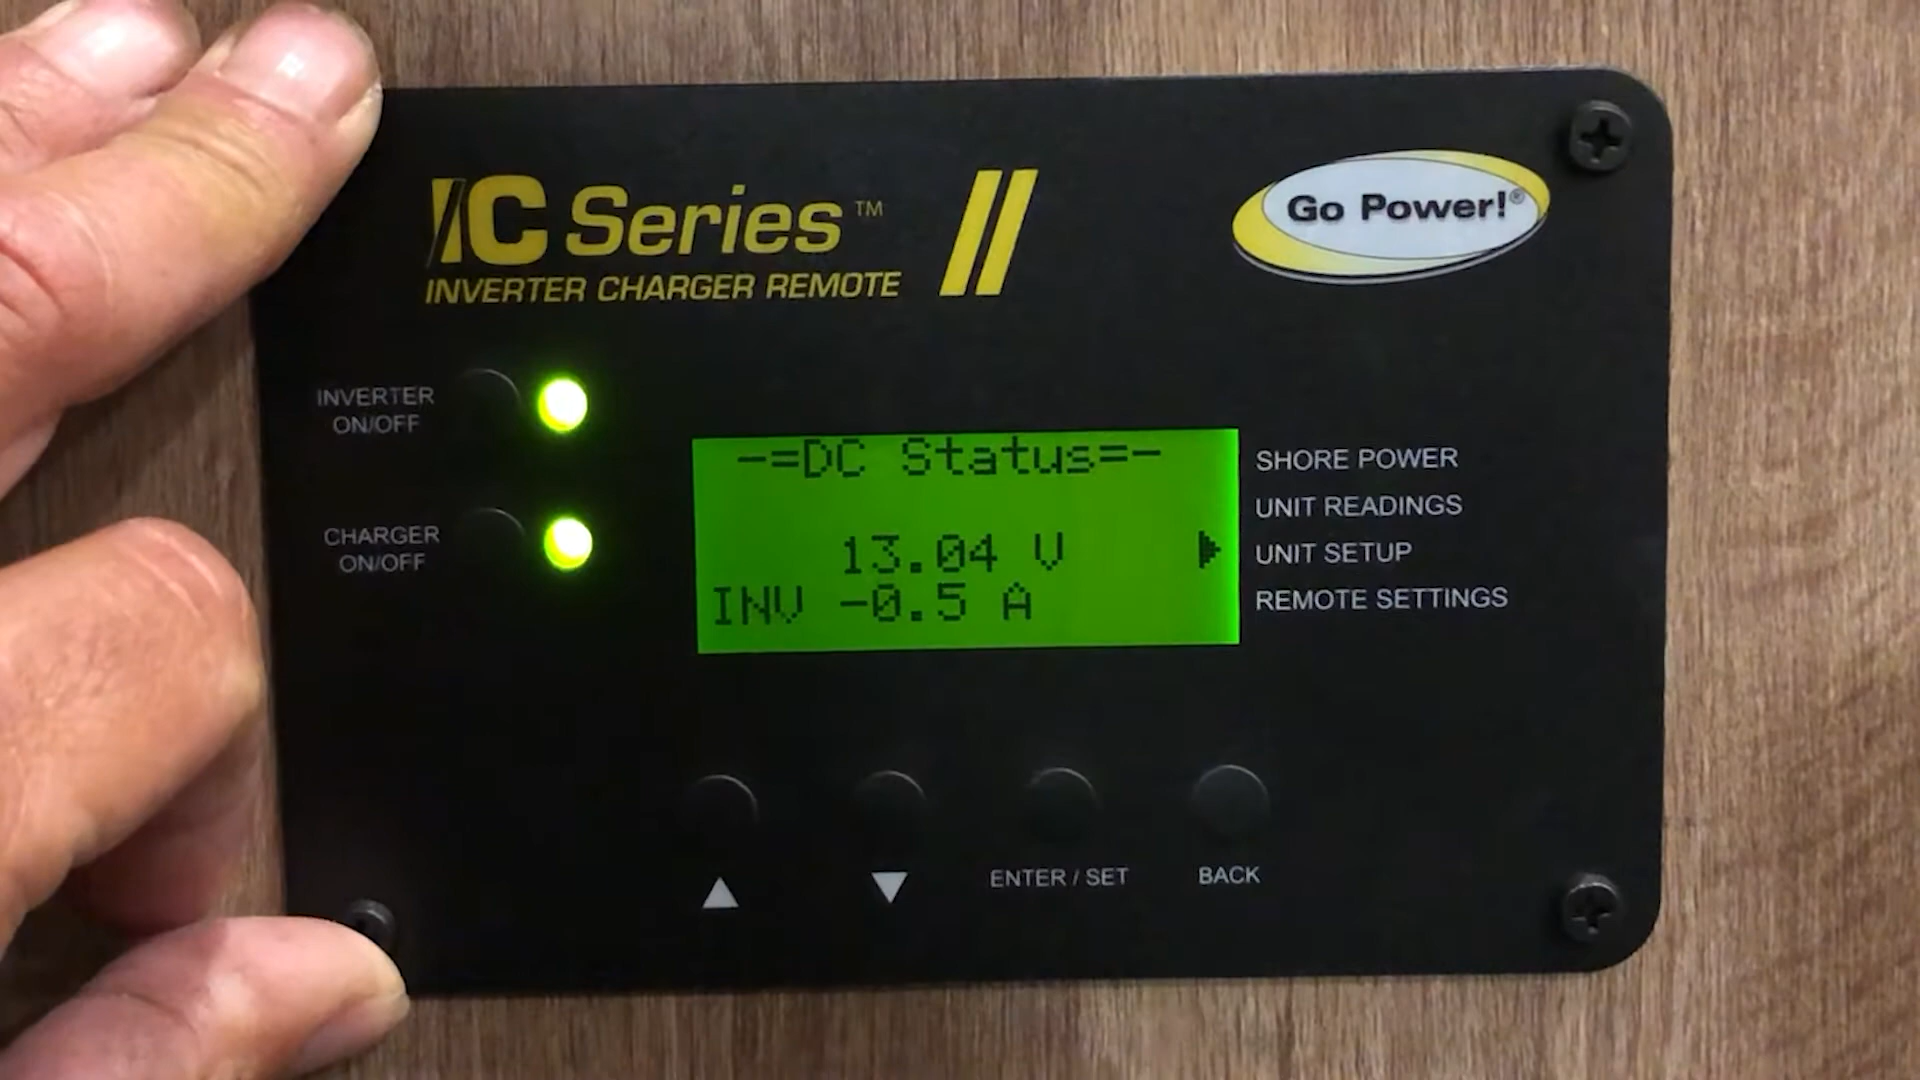 IC Series™
INVERTER CHARGER REMOTE
Go Power!®
INVERTER
ON/OFF
CHARGER
ON/OFF
-=DC Status=-
13.04 V
INV -0.5 A
SHORE POWER
UNIT READINGS
UNIT SETUP
REMOTE SETTINGS
ENTER / SET
BACK